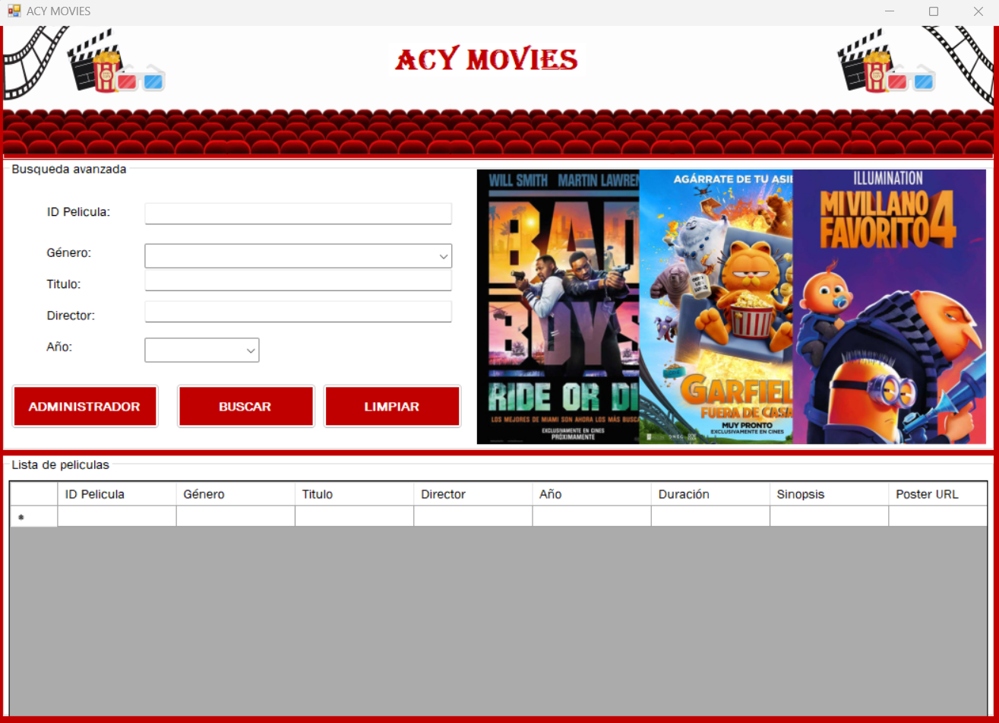 ACY MOVIES
ACY MOVIES
Busqueda avanzada
ID Pelicula:
Género:
Titulo:
Director:
Año:
ADMINISTRADOR
BUSCAR
LIMPIAR
WILL SMITH MARTIN LAWREN
BAD
BOYS
RIDE OR DI
LOS MEJORES DE MIAMI SON AHORA LOS MÁS BUSC
EXCLUSIVAMENTE EN CINES
PRÓXIMAMENTE
AGÁRRATE DE TU ASIE
GARFIEL
FUERA DE CASA
MUY PRONTO
EXCLUSIVAMENTE EN CINES
ILLUMINATION
MI VILLANO
FAVORITO 4
Lista de peliculas
ID Pelicula Género Titulo Director Año Duración Sinopsis Poster URL